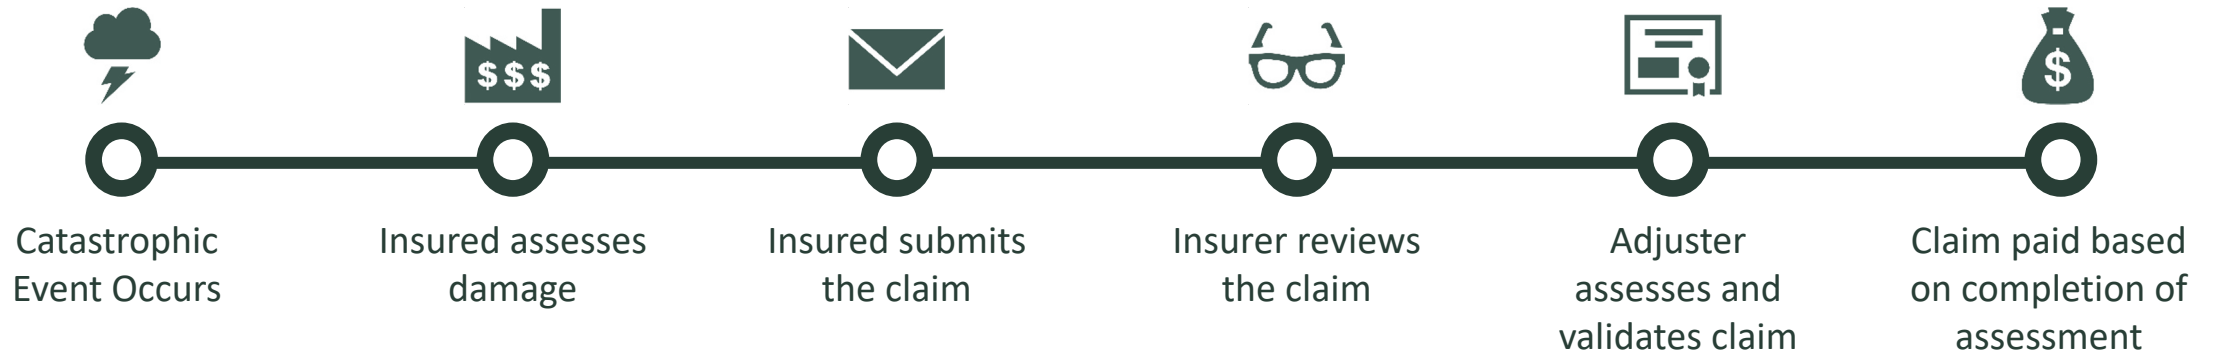 $$$
$
Catastrophic
Event Occurs
Insured assesses
damage
Insured submits
the claim
Insurer reviews
the claim
Adjuster
assesses and
validates claim
Claim paid based
on completion of
assessment